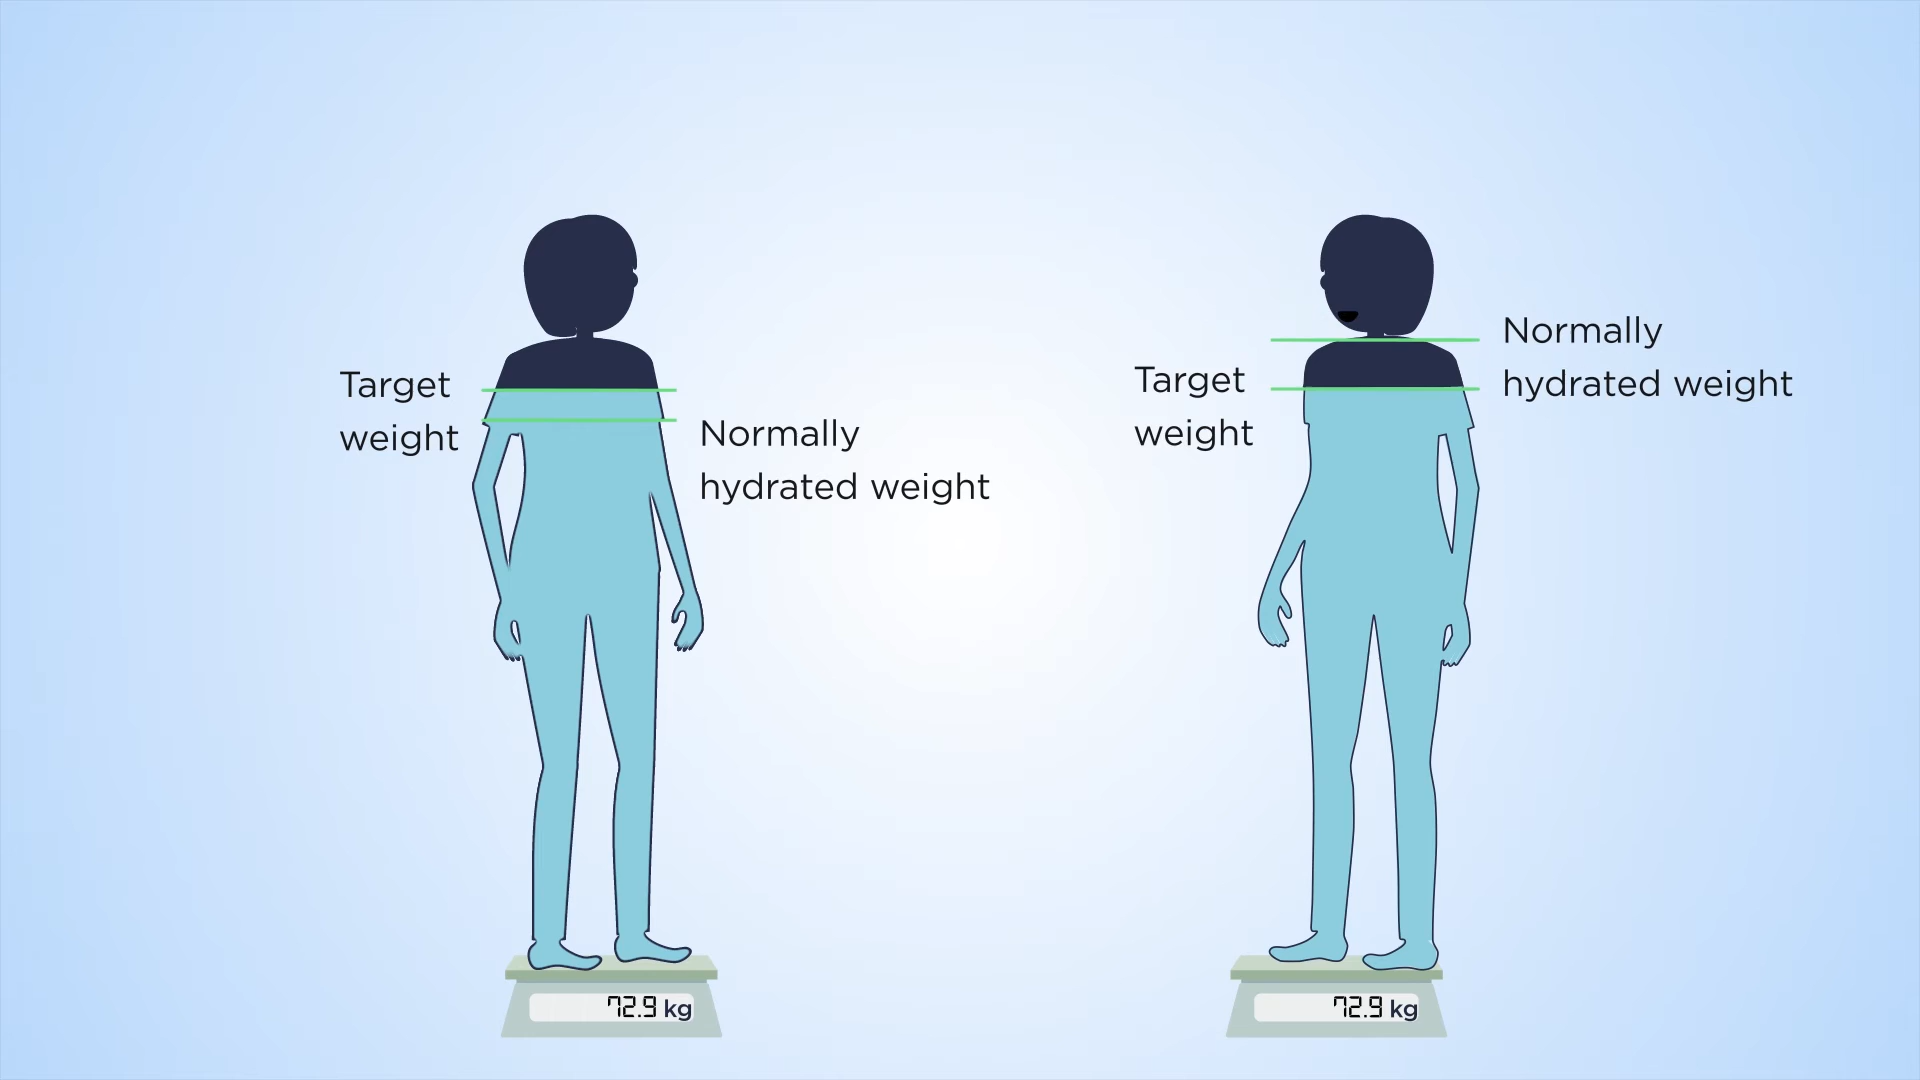 Target
weight
Normally
hydrated weight
72.9 kg
Target
weight
Normally
hydrated weight
72.9 kg